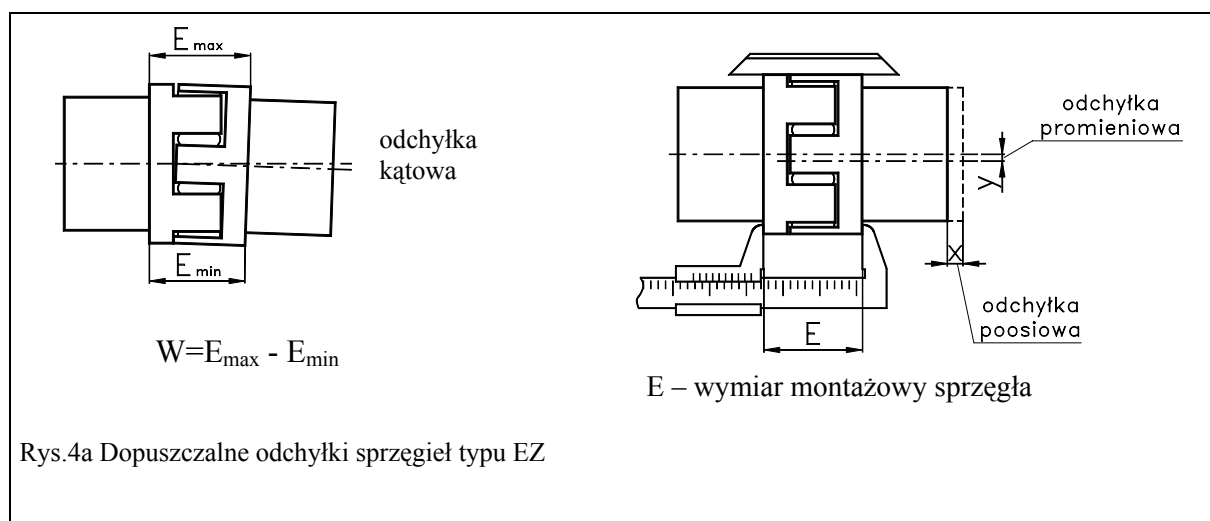 E max
odchyłka
kątowa
E min
W=Emax - Emin
odchyłka
promieniowa
y
x
odchyłka
poosiowa
E
E – wymiar montażowy sprzęgła
Rys.4a Dopuszczalne odchyłki sprzęgieł typu EZ